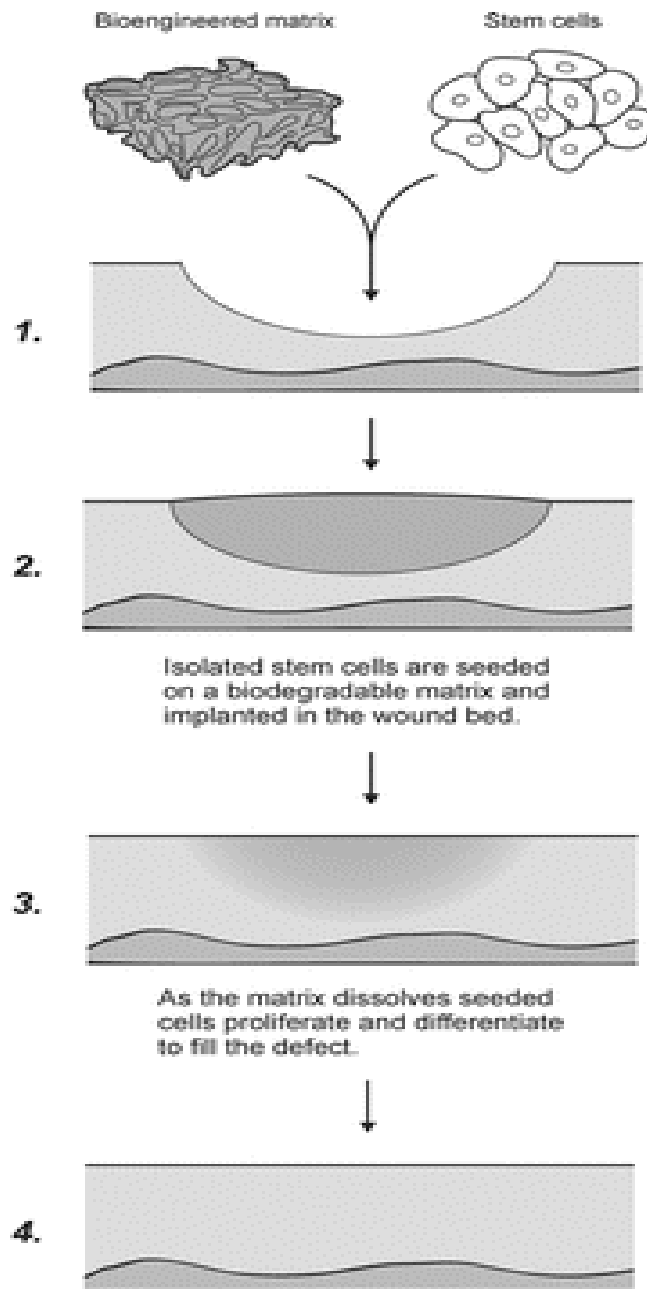 Bioengineered matrix
Stem cells
1.
2.
Isolated stem cells are seeded
on a biodegradable matrix and
implanted in the wound bed.
3.
As the matrix dissolves seeded
cells proliferate and differentiate
to fill the defect.
4.